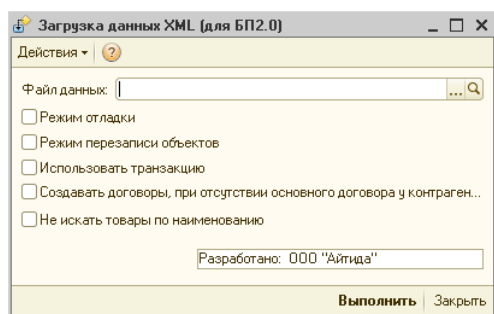 Загрузка данных XML (для БП2.0)
Действия
Файл данных:
...
Режим отладки
Режим перезаписи объектов
Использовать транзакцию
Создавать договоры, при отсутствии основного договора у контраген...
Не искать товары по наименованию
Разработано: ООО "Айтида"
Выполнить Закрыть